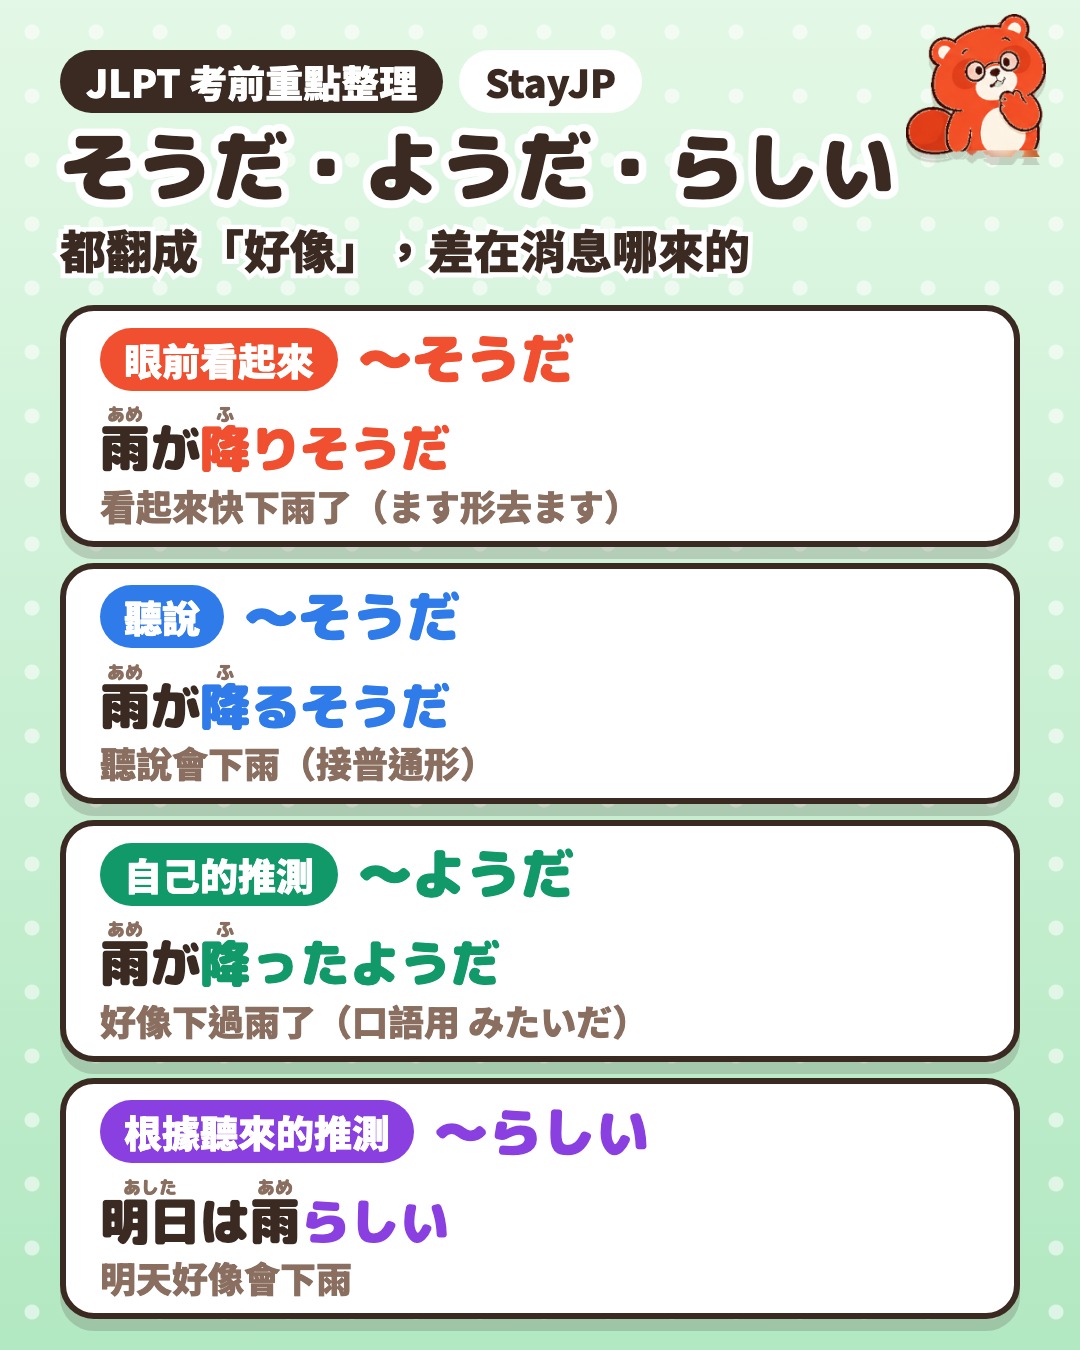 JLPT 考前重點整理 StayJP
そうだ・ようだ・らしい
都翻成「好像」，差在消息哪來的
眼前看起來 〜そうだ
あめ ふ
雨が降りそうだ
看起來快下雨了（ます形去ます）
聽說 〜そうだ
あめ ふ
雨が降るそうだ
聽說會下雨（接普通形）
自己的推測 〜ようだ
あめ ふ
雨が降ったようだ
好像下過雨了（口語用 みたいだ）
根據聽來的推測 〜らしい
あした あめ
明日は雨らしい
明天好像會下雨